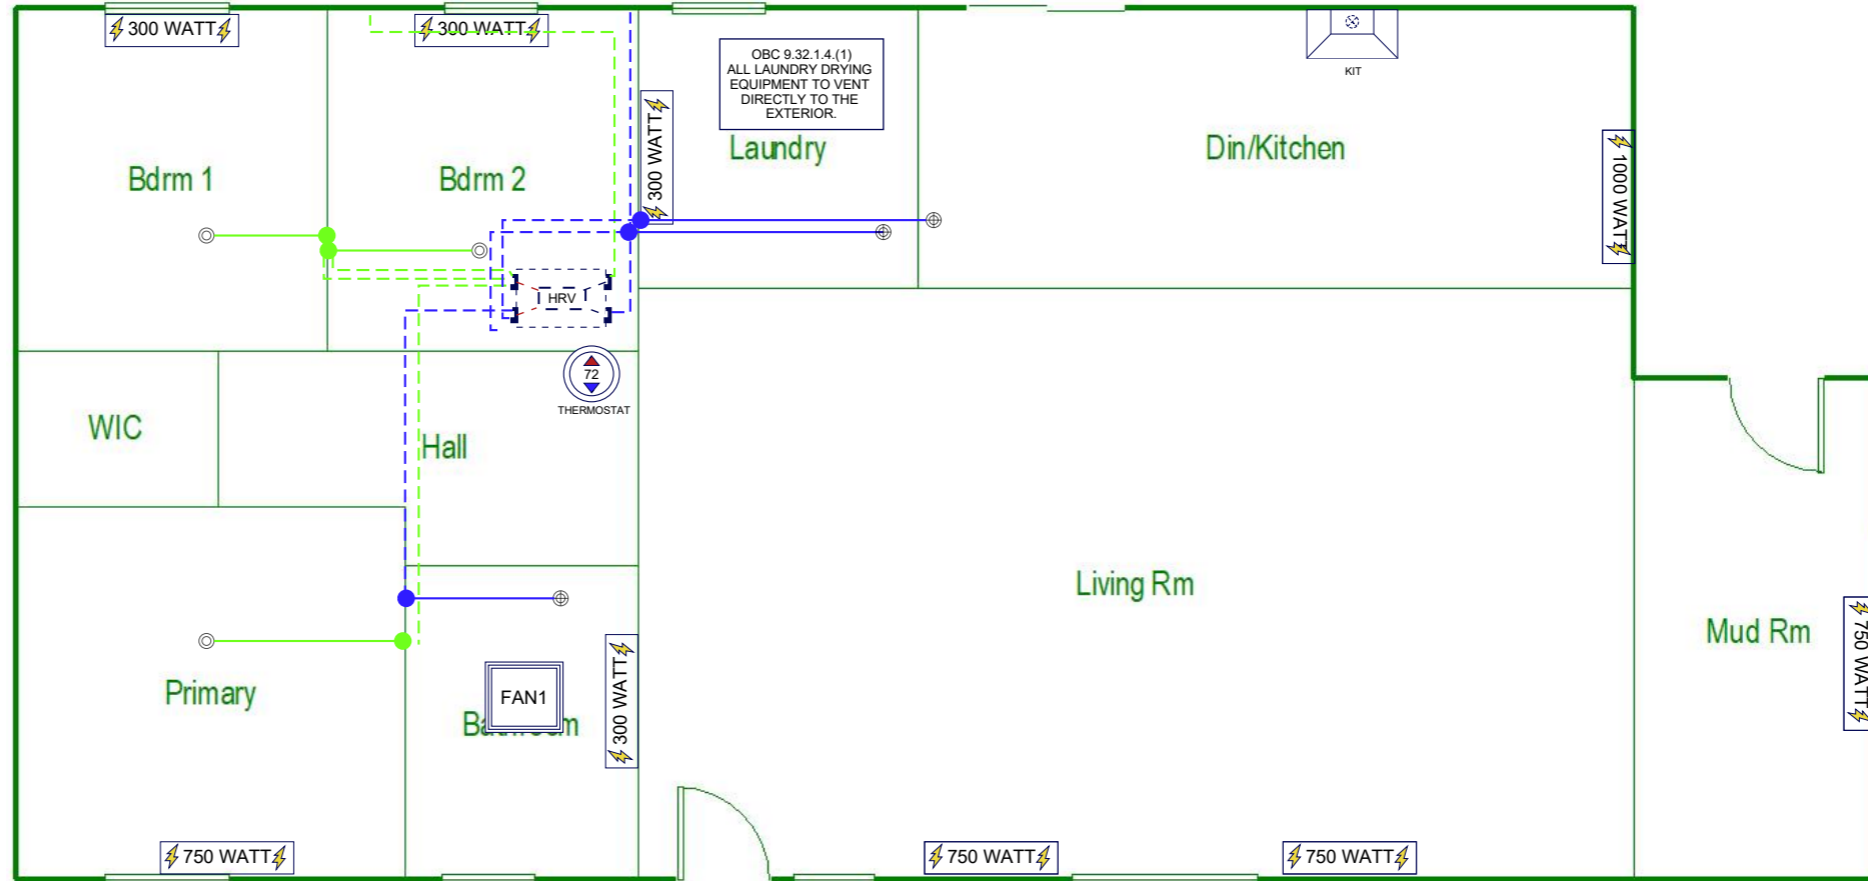 300 WATT
300 WATT
OBC 9.32.1.4.(1)
ALL LAUNDRY DRYING
EQUIPMENT TO VENT
DIRECTLY TO THE
EXTERIOR.
KIT
300 WATT
Laundry
Din/Kitchen
1000 WATT
Bdrm 1
Bdrm 2
HRV
72
THERMOSTAT
WIC
Hall
Living Rm
Mud Rm
750 WATT
Primary
FAN1
Bathroom
300 WATT
750 WATT
750 WATT
750 WATT